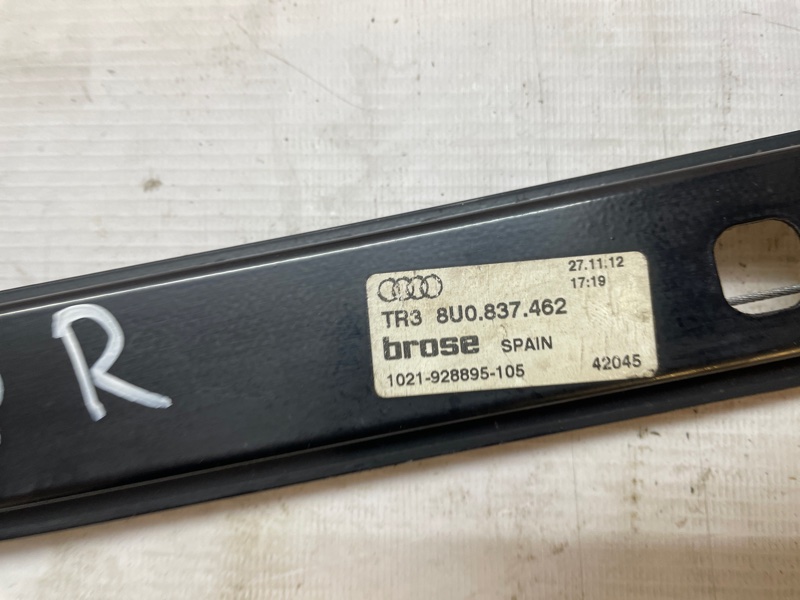 27.11.12
17:19
TR3 8U0.837.462
brose SPAIN
1021-928895-105 42045
R